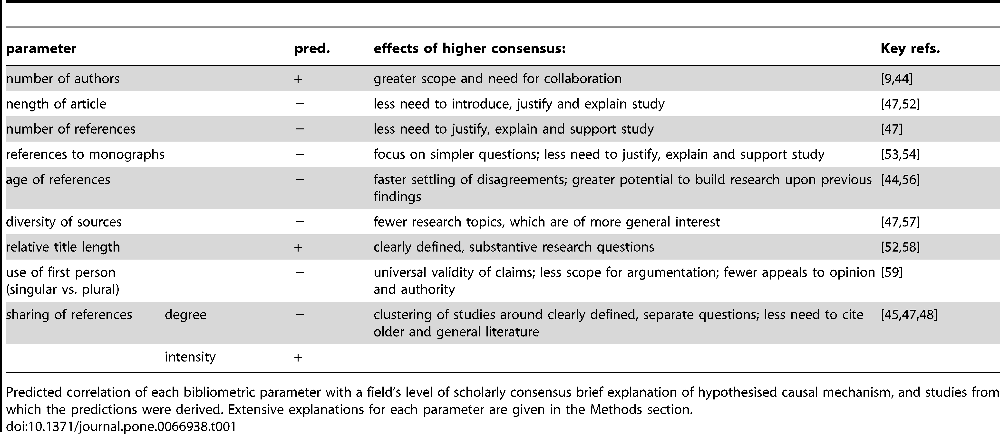 parameter pred. effects of higher consensus: Key refs.
number of authors + greater scope and need for collaboration [9,44]
nength of article − less need to introduce, justify and explain study [47,52]
number of references − less need to justify, explain and support study [47]
references to monographs − focus on simpler questions; less need to justify, explain and support study [53,54]
age of references − faster settling of disagreements; greater potential to build research upon previous [44,56]
findings
diversity of sources − fewer research topics, which are of more general interest [47,57]
relative title length + clearly defined, substantive research questions [52,58]
use of first person − universal validity of claims; less scope for argumentation; fewer appeals to opinion [59]
(singular vs. plural) and authority
sharing of references degree − clustering of studies around clearly defined, separate questions; less need to cite [45,47,48]
older and general literature
intensity +
Predicted correlation of each bibliometric parameter with a field’s level of scholarly consensus brief explanation of hypothesised causal mechanism, and studies from
which the predictions were derived. Extensive explanations for each parameter are given in the Methods section.
doi:10.1371/journal.pone.0066938.t001